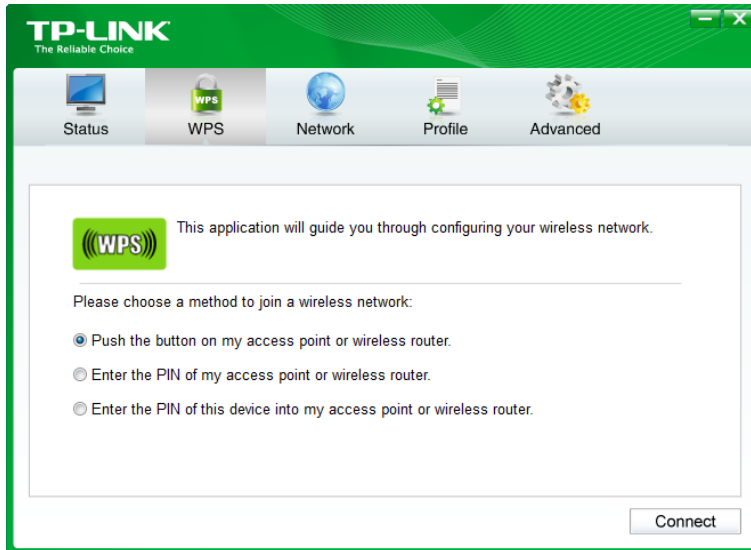 TP-LINK
The Reliable Choice
Status WPS Network Profile Advanced
WPS
(((WPS)))
This application will guide you through configuring your wireless network.
Please choose a method to join a wireless network:
Push the button on my access point or wireless router.
Enter the PIN of my access point or wireless router.
Enter the PIN of this device into my access point or wireless router.
Connect